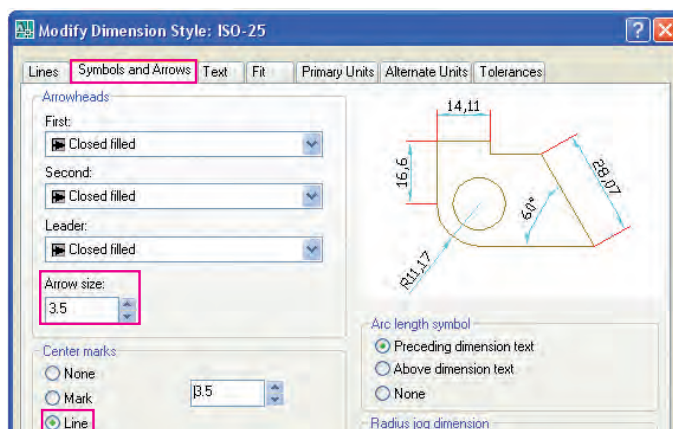 Modify Dimension Style: ISO-25
Lines Symbols and Arrows Text Fit Primary Units Alternate Units Tolerances
Arrowheads
First:
Closed filled
Second:
Closed filled
Leader:
Closed filled
Arrow size:
3.5
Center marks
None
Mark
3.5
Line
14,11
16,6
28,07
60°
R11,17
Arc length symbol
Preceding dimension text
Above dimension text
None
Radius jog dimension